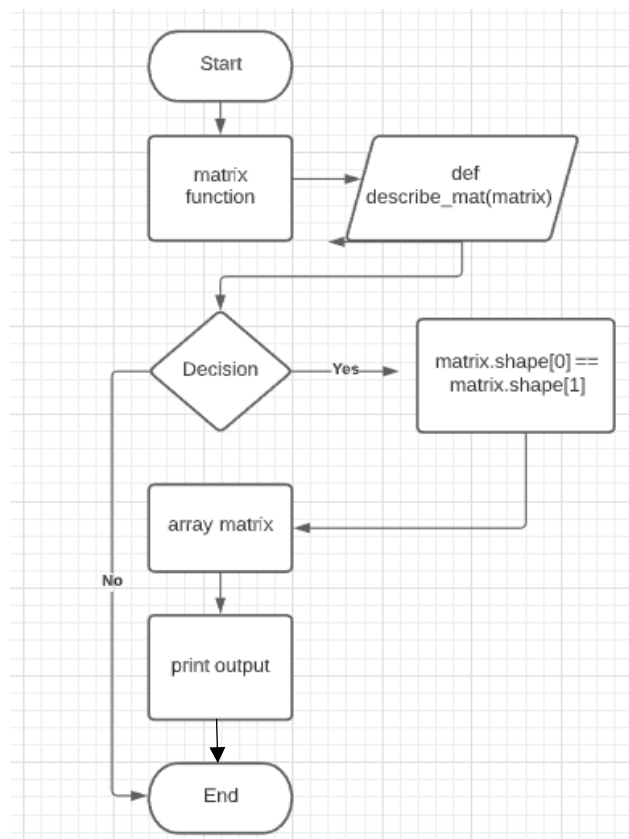 Start
matrix
function
def
describe_mat(matrix)
Decision
Yes
matrix.shape[0] ==
matrix.shape[1]
array matrix
No
print output
End